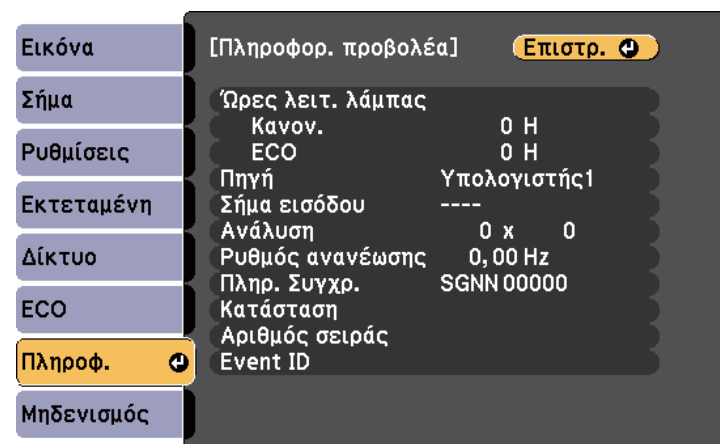 Εικόνα
Σήμα
Ρυθμίσεις
Εκτεταμένη
Δίκτυο
ECO
Πληροφ.
Μηδενισμός
[Πληροφορ. προβολέα] Επιστρ.
Ώρες λειτ. λάμπας
Κανον. 0 H
ECO 0 H
Πηγή Υπολογιστής1
Σήμα εισόδου ----
Ανάλυση 0 x 0
Ρυθμός ανανέωσης 0,00 Hz
Πληρ. Συγχρ. SGNN 00000
Κατάσταση
Αριθμός σειράς
Event ID